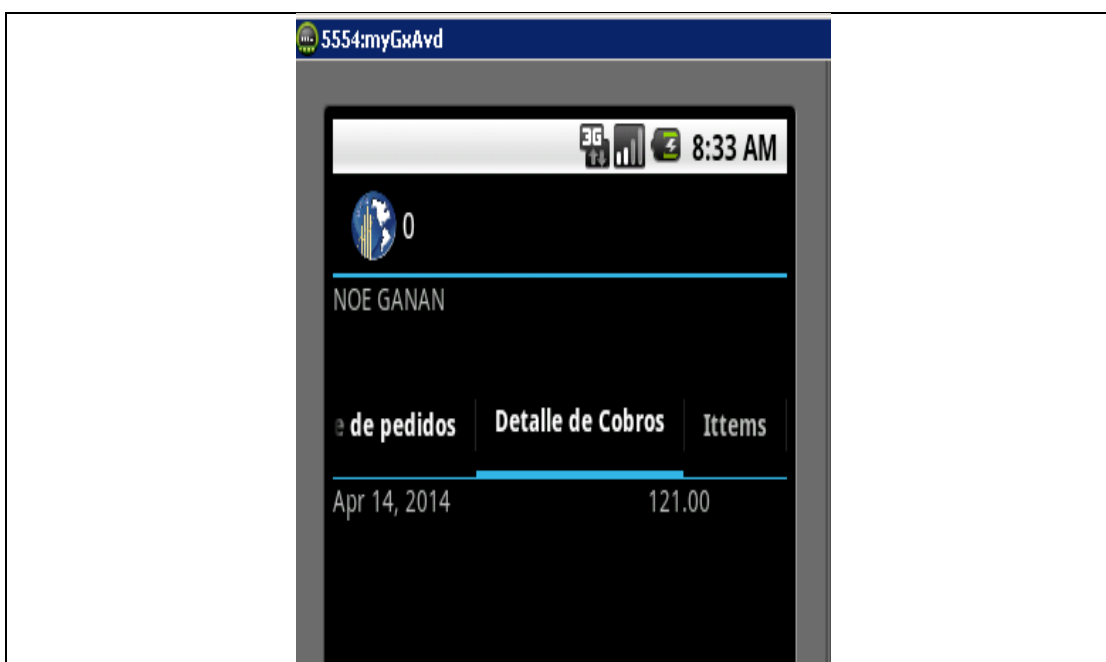 5554:myGxAvd
3G 8:33 AM
0
NOE GANAN
e de pedidos Detalle de Cobros Ittems
Apr 14, 2014 121.00